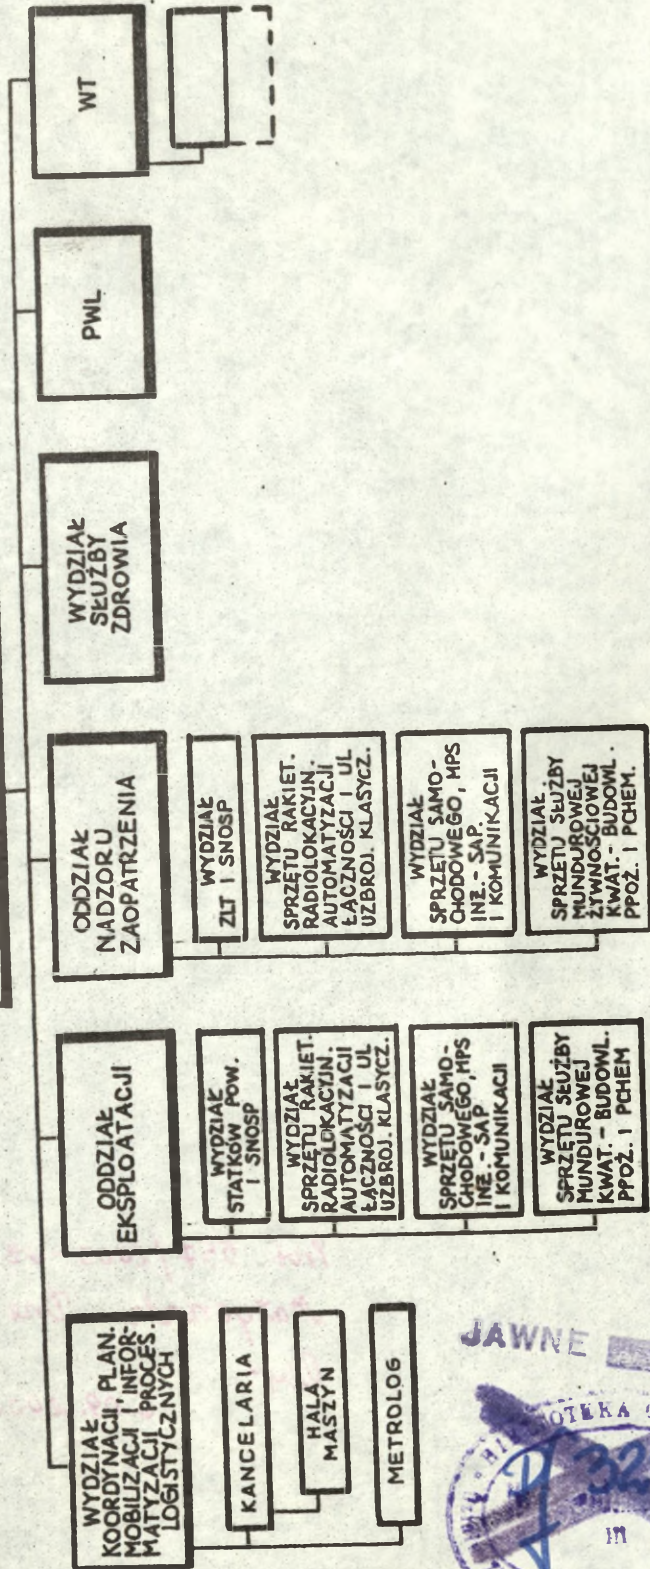 WYDZIAŁ
KOORDYNACJI, PLAN.
MOBILIZACJI I INFOR-
MATYZACJI PROCES.
LOGISTYCZNYCH
KANCELARIA
HALA
MASZYN
METROLOG
ODDZIAŁ
EKSPLOATACJI
WYDZIAŁ
STATKÓW POW.
I SNOSP
WYDZIAŁ
SPRZĘTU RAKIET.
RADIOLOKACYJN.
AUTOMATYZACJI
ŁĄCZNOŚCI I UL
UZBROJ. KLASYCZ.
WYDZIAŁ
SPRZĘTU SAMO-
CHODOWEGO, MPS
INŻ.- SAP
I KOMUNIKACJI
WYDZIAŁ
SPRZĘTU SŁUŻBY
MUNDUROWEJ
KWAT. - BUDOWL.
PPOŻ. I PCHEM
ODDZIAŁ
NADZORU
ZAOPATRZENIA
WYDZIAŁ
ZLT I SNOSP
WYDZIAŁ
SPRZĘTU RAKIET.
RADIOLOKACYJN.
AUTOMATYZACJI
ŁĄCZNOŚCI I UL
UZBROJ. KLASYCZ.
WYDZIAŁ
SPRZĘTU SAMO-
CHODOWEGO, MPS
INŻ.- SAP.
I KOMUNIKACJI
WYDZIAŁ.
SPRZĘTU SŁUŻBY
MUNDUROWEJ
ŻYWNOŚCIOWEJ
KWAT.- BUDOWL.
PPOŻ. I PCHEM.
WYDZIAŁ
SŁUŻBY
ZDROWIA
PWL
WT
JAWNE
32